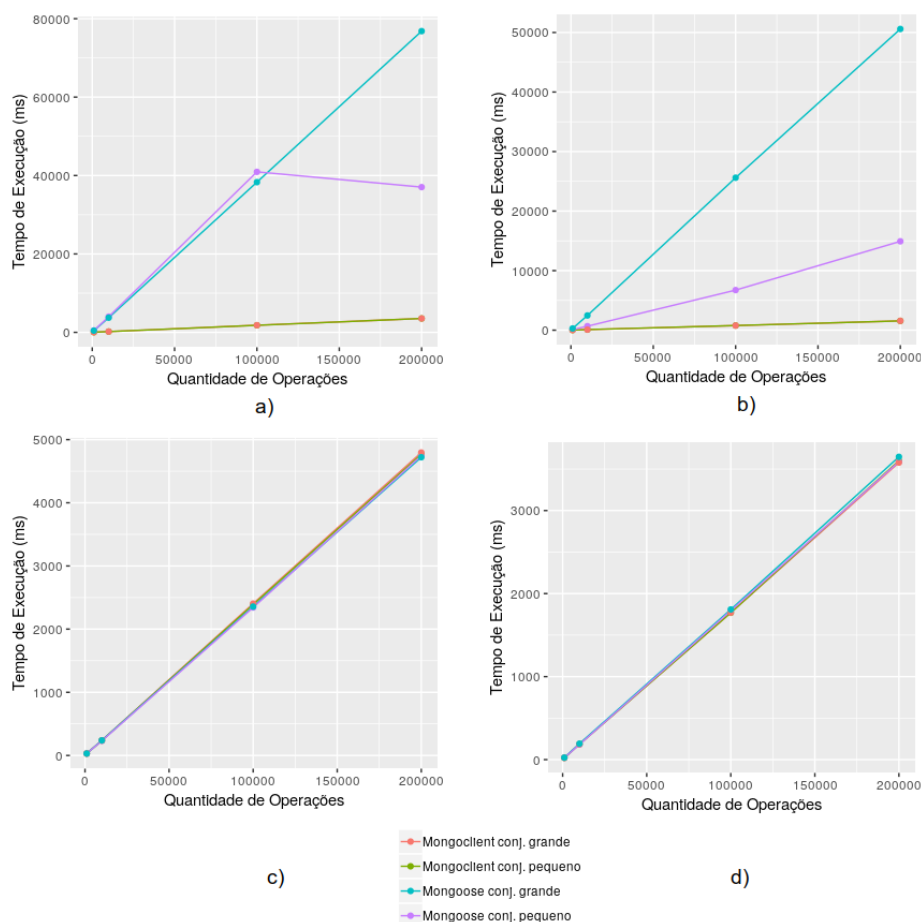 80000
60000
40000
20000
0
Tempo de Execução (ms)
0 50000 100000 150000 200000
Quantidade de Operações
a)
50000
40000
30000
20000
10000
0
Tempo de Execução (ms)
0 50000 100000 150000 200000
Quantidade de Operações
b)
5000
4000
3000
2000
1000
0
Tempo de Execução (ms)
0 50000 100000 150000 200000
Quantidade de Operações
c)
3000
2000
1000
0
Tempo de Execução (ms)
0 50000 100000 150000 200000
Quantidade de Operações
d)
Mongoclient conj. grande
Mongoclient conj. pequeno
Mongoose conj. grande
Mongoose conj. pequeno